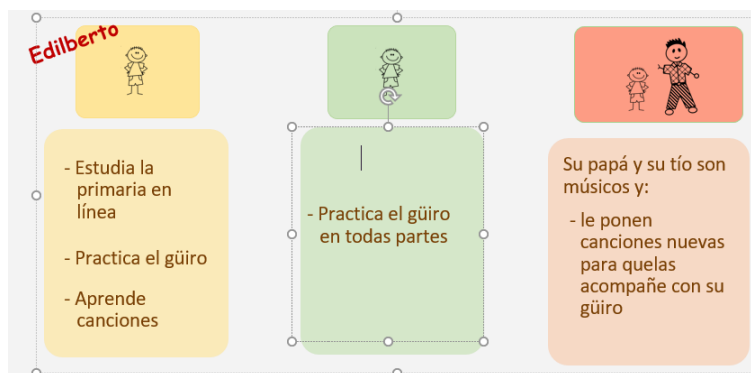 Edilberto
- Estudia la
primaria en
línea
- Practica el güiro
- Aprende
canciones
- Practica el güiro
en todas partes
Su papá y su tío son
músicos y:
- le ponen
canciones nuevas
para quelas
acompañe con su
güiro